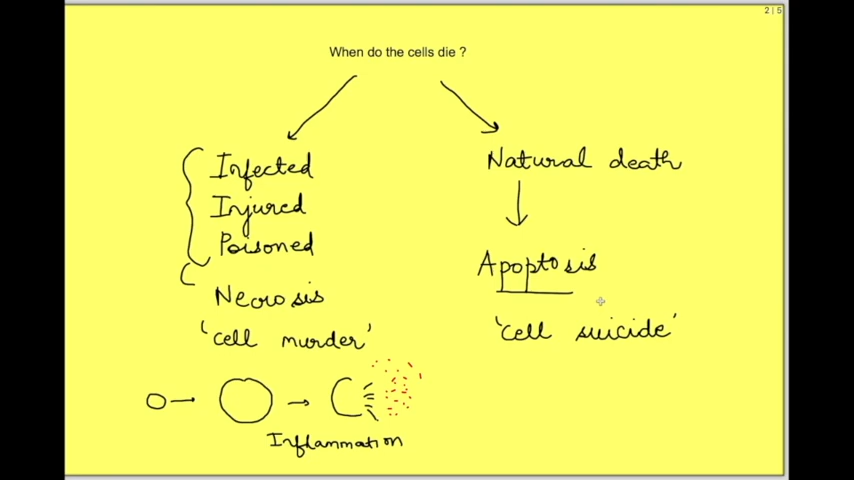 2 | 5
When do the cells die ?
Infected
Injured
Poisoned
Necrosis
'cell murder'
Inflammation
Natural death
Apoptosis
'cell suicide'